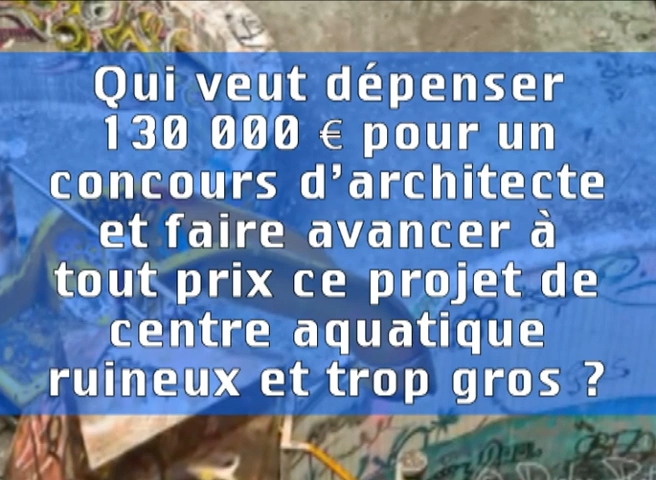 Qui veut dépenser
130 000 € pour un
concours d'architecte
et faire avancer à
tout prix ce projet de
centre aquatique
ruineux et trop gros ?